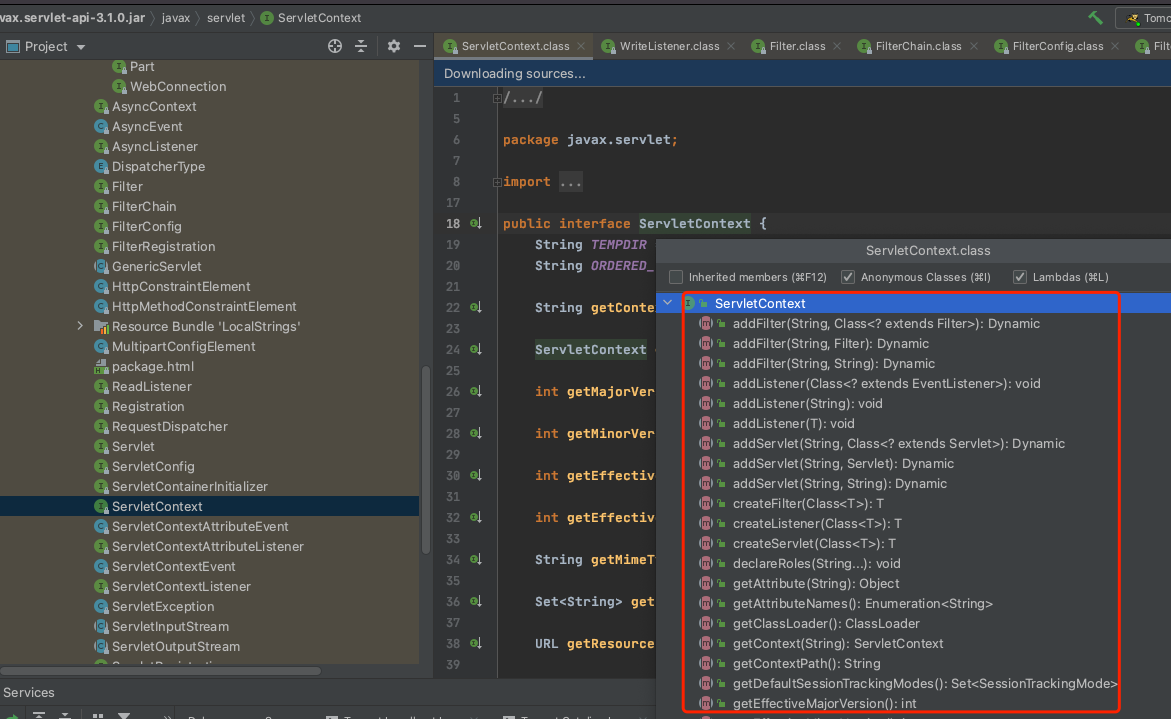 vax.servlet-api-3.1.0.jar javax servlet ServletContext
Project
Part
WebConnection
AsyncContext
AsyncEvent
AsyncListener
DispatcherType
Filter
FilterChain
FilterConfig
FilterRegistration
GenericServlet
HttpConstraintElement
HttpMethodConstraintElement
Resource Bundle 'LocalStrings'
MultipartConfigElement
package.html
ReadListener
Registration
RequestDispatcher
Servlet
ServletConfig
ServletContainerInitializer
ServletContext
ServletContextAttributeEvent
ServletContextAttributeListener
ServletContextEvent
ServletContextListener
ServletException
ServletInputStream
ServletOutputStream
Services
ServletContext.class WriteListener.class Filter.class FilterChain.class FilterConfig.class Filt
Downloading sources...
1 /.../
5
6 package javax.servlet;
7
8 import ...
17
18 public interface ServletContext {
19 String TEMPDIR
20 String ORDERED_
21
22 String getConte
23
24 ServletContext
25
26 int getMajorVer
27
28 int getMinorVer
29
30 int getEffectiv
31
32 int getEffectiv
33
34 String getMimeT
35
36 Set<String> get
37
38 URL getResource
39
ServletContext.class
Inherited members (⌘F12) Anonymous Classes (⌘I) Lambdas (⌘L)
ServletContext
addFilter(String, Class<? extends Filter>): Dynamic
addFilter(String, Filter): Dynamic
addFilter(String, String): Dynamic
addListener(Class<? extends EventListener>): void
addListener(String): void
addListener(T): void
addServlet(String, Class<? extends Servlet>): Dynamic
addServlet(String, Servlet): Dynamic
addServlet(String, String): Dynamic
createFilter(Class<T>): T
createListener(Class<T>): T
createServlet(Class<T>): T
declareRoles(String...): void
getAttribute(String): Object
getAttributeNames(): Enumeration<String>
getClassLoader(): ClassLoader
getContext(String): ServletContext
getContextPath(): String
getDefaultSessionTrackingModes(): Set<SessionTrackingMode>
getEffectiveMajorVersion(): int